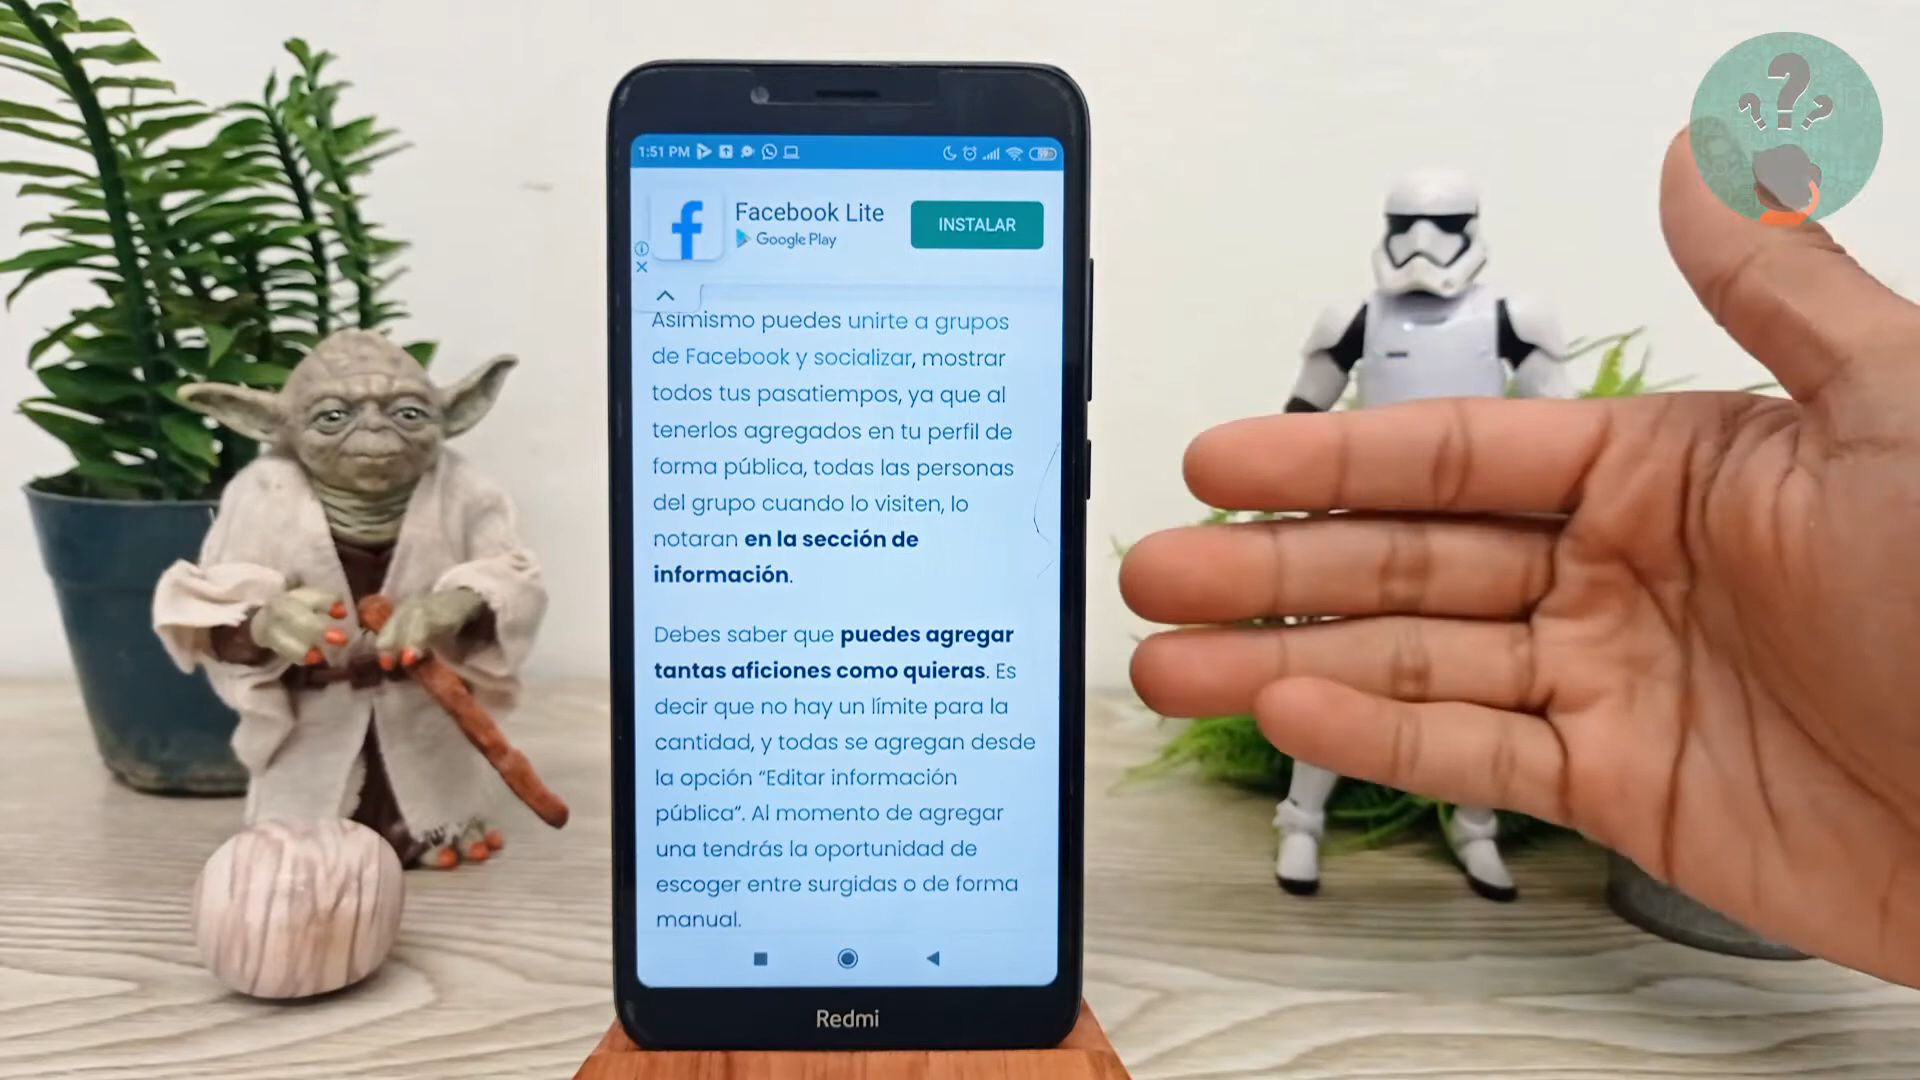 1:51 PM
Facebook Lite
Google Play
INSTALAR
Asimismo puedes unirte a grupos
de Facebook y socializar, mostrar
todos tus pasatiempos, ya que al
tenerlos agregados en tu perfil de
forma pública, todas las personas
del grupo cuando lo visiten, lo
notaran en la sección de
información.
Debes saber que puedes agregar
tantas aficiones como quieras. Es
decir que no hay un límite para la
cantidad, y todas se agregan desde
la opción “Editar información
pública“. Al momento de agregar
una tendrás la oportunidad de
escoger entre surgidas o de forma
manual.
Redmi